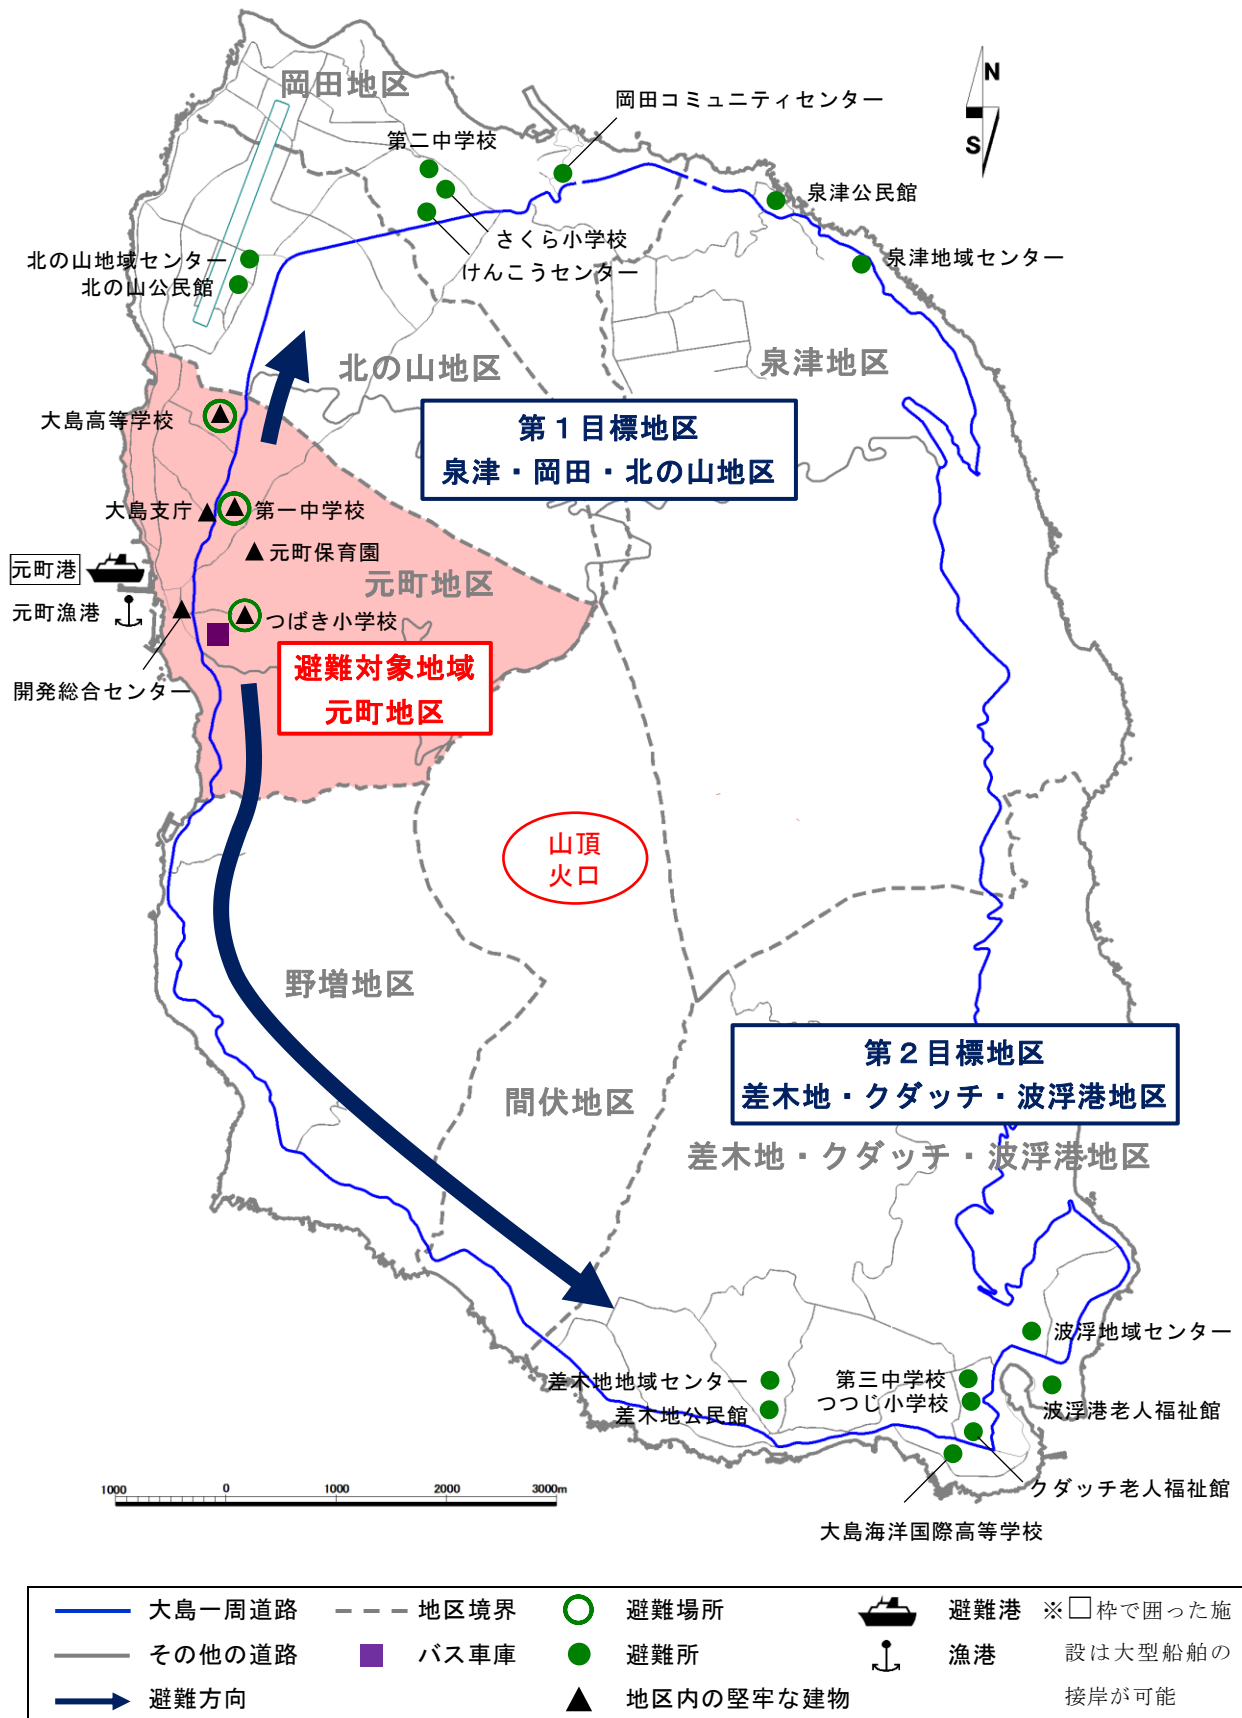 岡田地区
N
S
岡田コミュニティセンター
第二中学校
泉津公民館
さくら小学校
泉津地域センター
北の山地域センター
けんこうセンター
北の山公民館
北の山地区
泉津地区
大島高等学校
第１目標地区
泉津・岡田・北の山地区
大島支庁
第一中学校
元町保育園
元町港
元町地区
元町漁港
つばき小学校
避難対象地域
元町地区
開発総合センター
山頂
火口
野増地区
第２目標地区
差木地・クダッチ・波浮港地区
間伏地区
差木地・クダッチ・波浮港地区
波浮地域センター
差木地地域センター
第三中学校
つつじ小学校
差木地公民館
波浮港老人福祉館
クダッチ老人福祉館
大島海洋国際高等学校
1000 0 1000 2000 3000m
大島一周道路 地区境界 避難場所 避難港 ※□枠で囲った施
その他の道路 バス車庫 避難所 漁港 設は大型船舶の
避難方向 地区内の堅牢な建物 接岸が可能